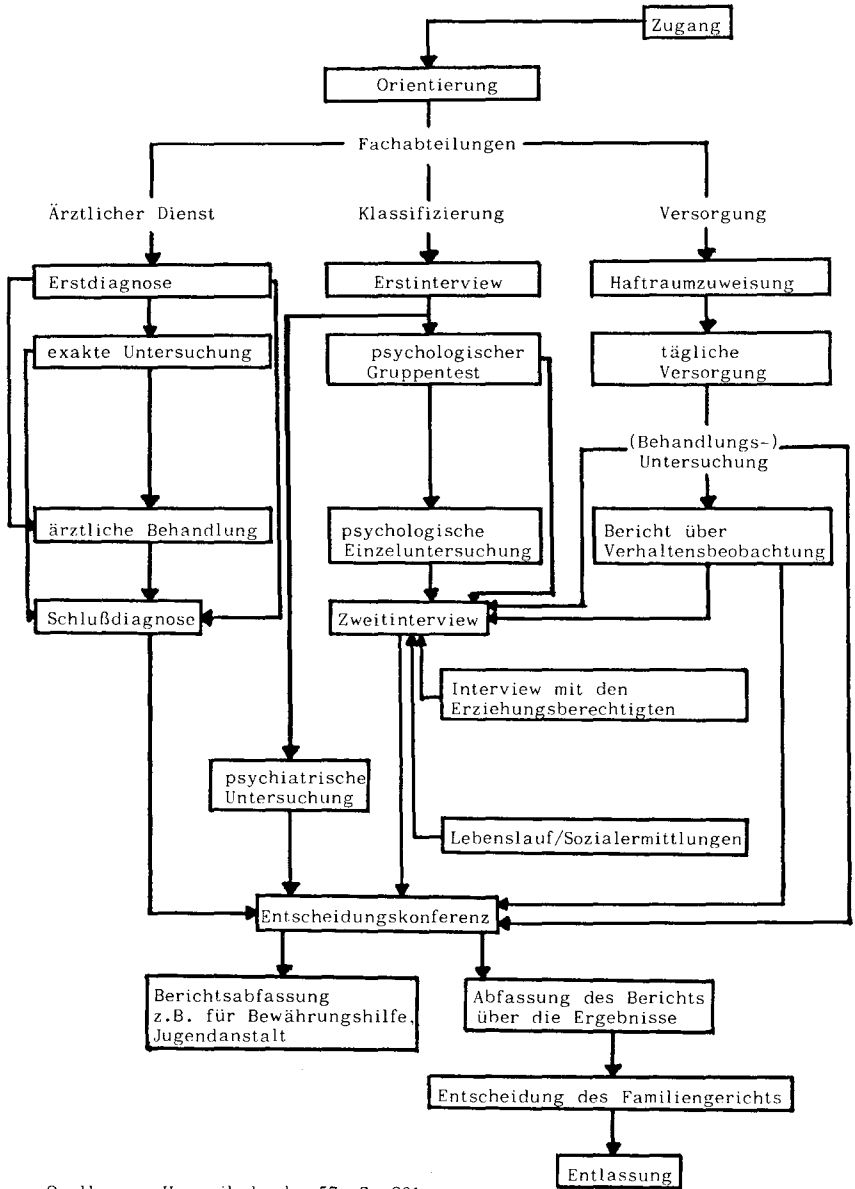 Zugang
Orientierung
Fachabteilungen
Ärztlicher Dienst
Klassifizierung
Versorgung
Erstdiagnose
Erstinterview
Haftraumzuweisung
exakte Untersuchung
psychologischer
Gruppentest
tägliche
Versorgung
(Behandlungs-)
Untersuchung
ärztliche Behandlung
psychologische
Einzeluntersuchung
Bericht über
Verhaltensbeobachtung
Schlußdiagnose
Zweitinterview
Interview mit den
Erziehungsberechtigten
psychiatrische
Untersuchung
Lebenslauf/Sozialermittlungen
Entscheidungskonferenz
Berichtsabfassung
z.B. für Bewährungshilfe,
Jugendanstalt
Abfassung des Berichts
über die Ergebnisse
Entscheidung des Familiengerichts
Entlassung